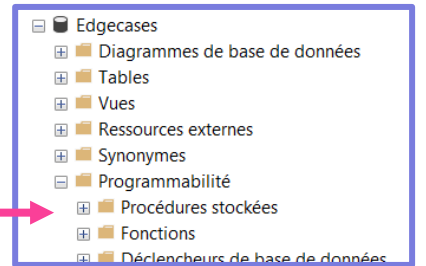 Edgecases
Diagrammes de base de données
Tables
Vues
Ressources externes
Synonymes
Programmabilité
Procédures stockées
Fonctions
Déclencheurs de base de données